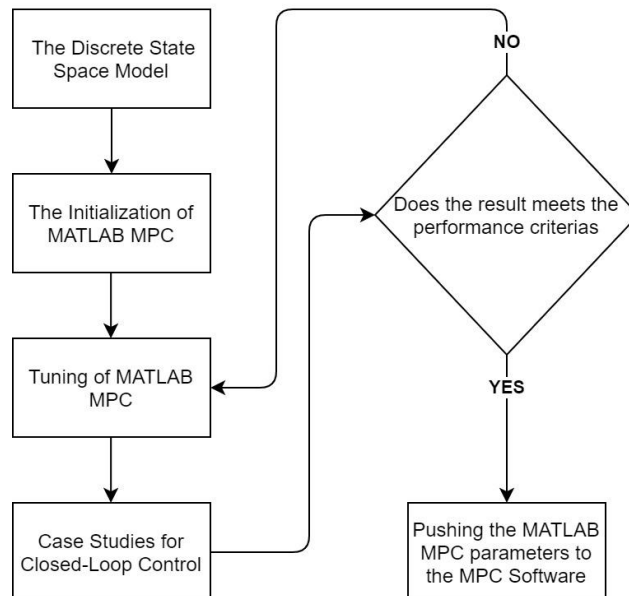 The Discrete State
Space Model
The Initialization of
MATLAB MPC
Tuning of MATLAB
MPC
Case Studies for
Closed-Loop Control
NO
Does the result meets the
performance criterias
YES
Pushing the MATLAB
MPC parameters to
the MPC Software